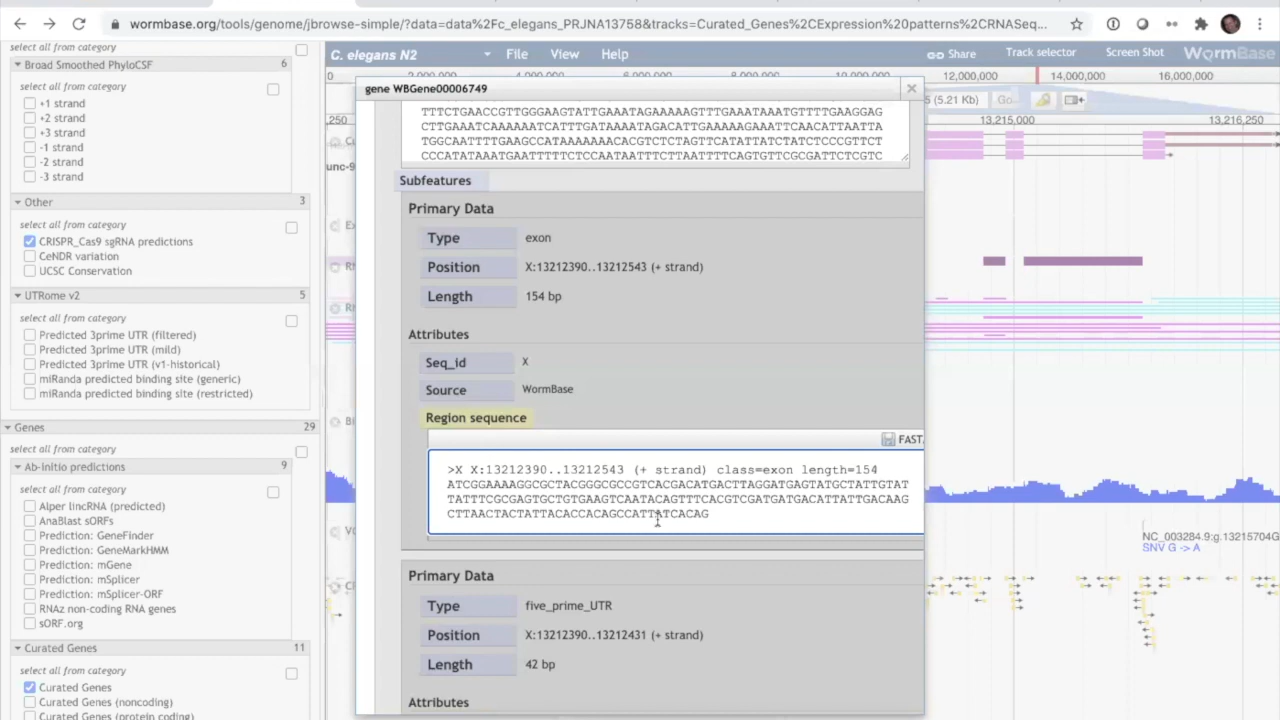 wormbase.org/tools/genome/jbrowse-simple/?data=data%2Fc_elegans_PRJNA13758&tracks=Curated_Genes%2CExpression%20patterns%2CRNASeq...
select all from category
Broad Smoothed PhyloCSF 6
select all from category
+1 strand
+2 strand
+3 strand
-1 strand
-2 strand
-3 strand
Other 3
select all from category
CRISPR_Cas9 sgRNA predictions
CeNDR variation
UCSC Conservation
UTRome v2 5
select all from category
Predicted 3prime UTR (filtered)
Predicted 3prime UTR (mild)
Predicted 3prime UTR (v1-historical)
miRanda predicted binding site (generic)
miRanda predicted binding site (restricted)
Genes 29
select all from category
Ab-initio predictions 9
select all from category
Alper lincRNA (predicted)
AnaBlast sORFs
Prediction: GeneFinder
Prediction: GeneMarkHMM
Prediction: mGene
Prediction: mSplicer
Prediction: mSplicer-ORF
RNAz non-coding RNA genes
sORF.org
Curated Genes 11
select all from category
Curated Genes
Curated Genes (noncoding)
Curated Genes (protein coding)
C. elegans N2 File View Help Share Track selector Screen Shot WormBase
0 2,000,000 4,000,000 6,000,000 8,000,000 10,000,000 12,000,000 14,000,000 16,000,000
5 (5.21 Kb) Go
,250 13,215,000 13,216,250
unc-9
gene WBGene00006749
TTTCTGAACCGTTGGGAAGTATTGAAATAGAAAAAGTTTGAAATAAATGTTTTGAAGGAG
CTTGAAATCAAAAAATCATTTGATAAAATAGACATTGAAAAAGAAATTCAACATTAATTA
TGGCAATTTTGAAGCCATAAAAAAACACGTCTCTAGTTCATATTATCTATCTCCCGTTCT
CCCATATAAATGAATTTTTCTCCAATAATTTCTTAATTTTCAGTGTTCGCGATTCTCGTC
Subfeatures
Primary Data
Type exon
Position X:13212390..13212543 (+ strand)
Length 154 bp
Attributes
Seq_id X
Source WormBase
Region sequence
FASTA
>X X:13212390..13212543 (+ strand) class=exon length=154
ATCGGAAAAGGCGCTACGGGCGCCGTCACGACATGACTTAGGATGAGTATGCTATTGTAT
TATTTCGCGAGTGCTGTGAAGTCAATACAGTTTCACGTCGATGATGACATTATTGACAAG
CTTAACTACTATTACACCACAGCCATTATCACAG
Primary Data
Type five_prime_UTR
Position X:13212390..13212431 (+ strand)
Length 42 bp
Attributes
NC_003284.9:g.13215704G
SNV G -> A